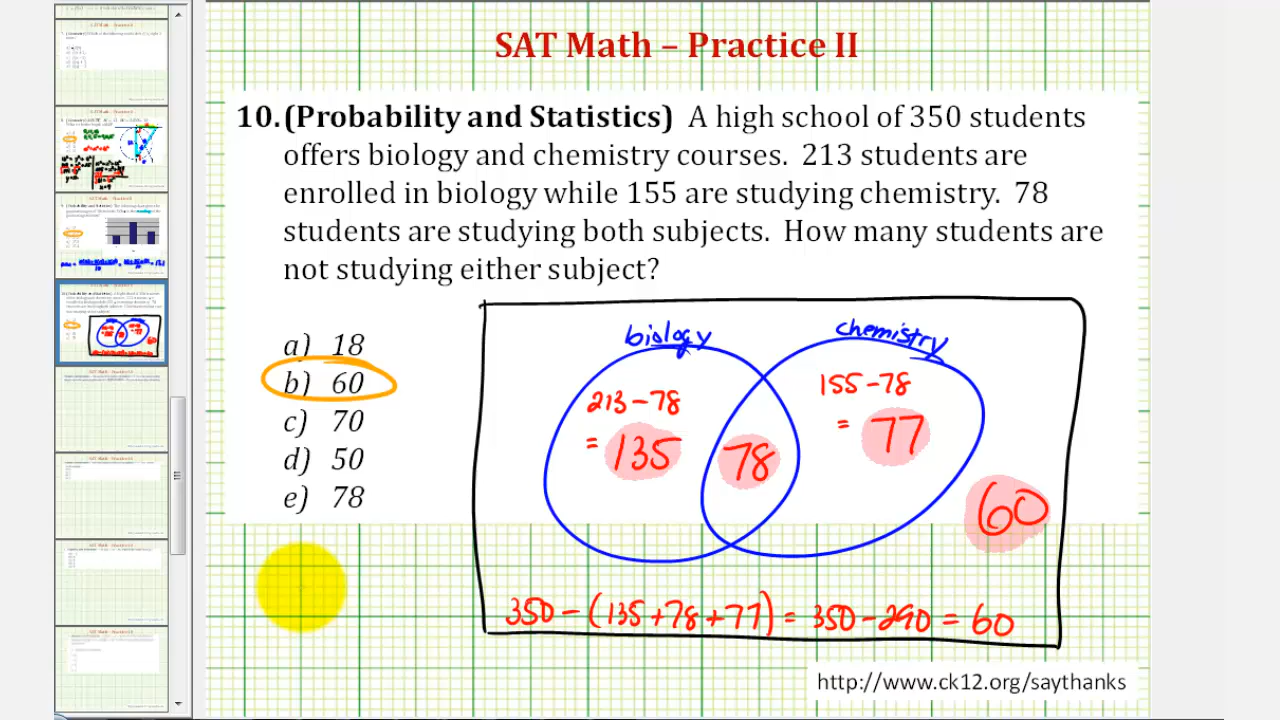 SAT Math – Practice II
10. (Probability and Statistics) A high school of 350 students
offers biology and chemistry courses. 213 students are
enrolled in biology while 155 are studying chemistry. 78
students are studying both subjects. How many students are
not studying either subject?
a) 18
b) 60
c) 70
d) 50
e) 78
biology
chemistry
213 – 78
= 135
78
155 – 78
= 77
60
350 – (135 + 78 + 77) = 350 – 290 = 60
http://www.ck12.org/saythanks